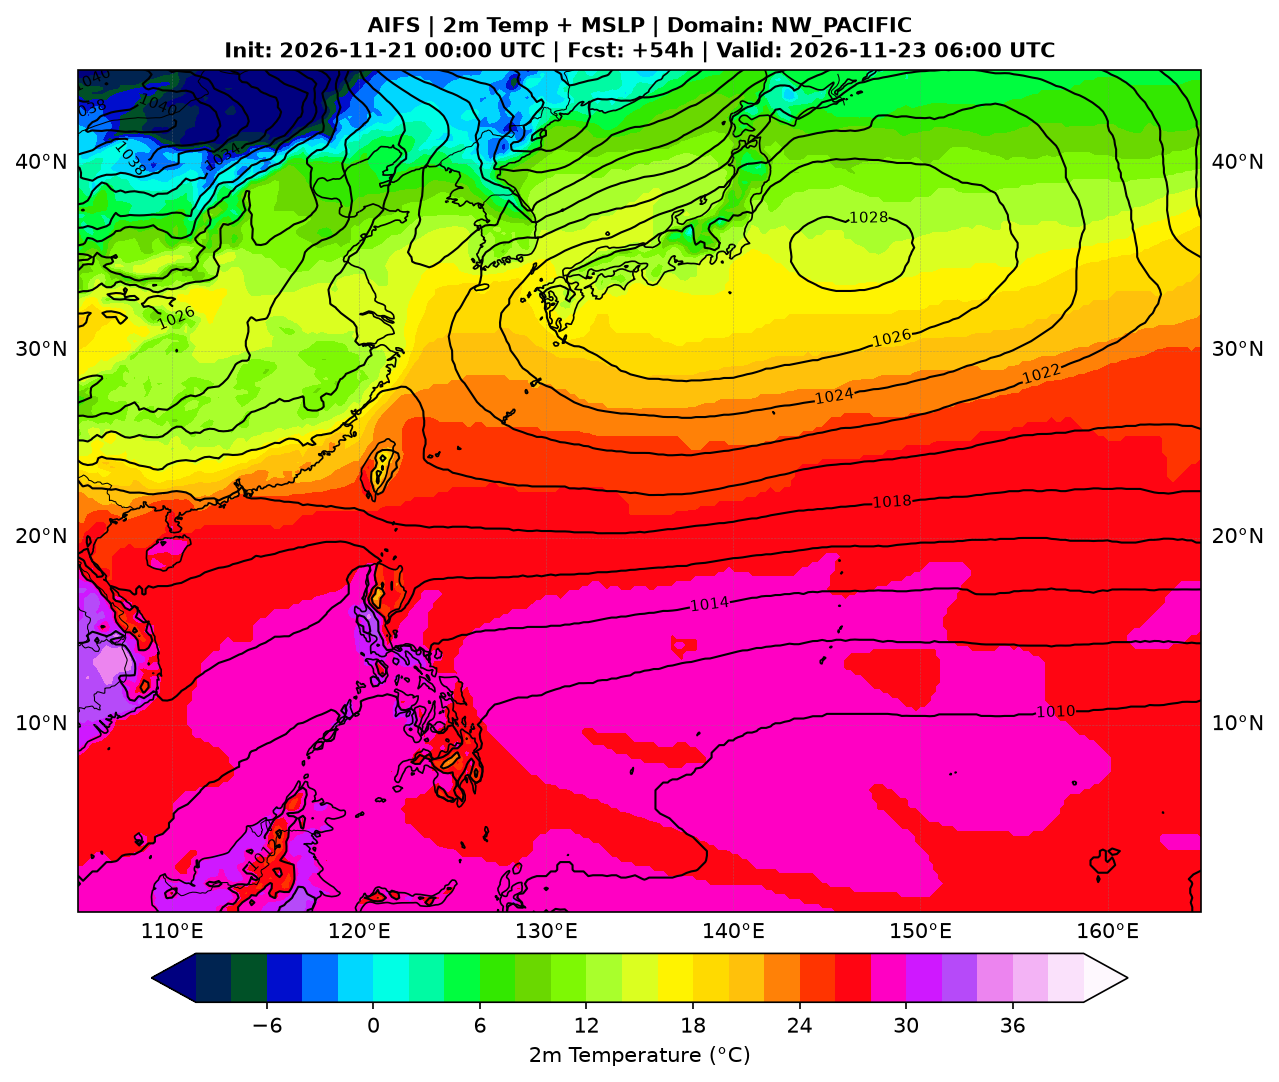 AIFS | 2m Temp + MSLP | Domain: NW_PACIFIC
Init: 2026-11-21 00:00 UTC | Fcst: +54h | Valid: 2026-11-23 06:00 UTC
1040
1038
1040
1034
1038
40°N
40°N
1028
1026
1026
30°N
30°N
1022
1024
1018
20°N
20°N
1014
1010
10°N
10°N
1012
110°E 120°E 130°E 140°E 150°E 160°E
−6 0 6 12 18 24 30 36
2m Temperature (°C)